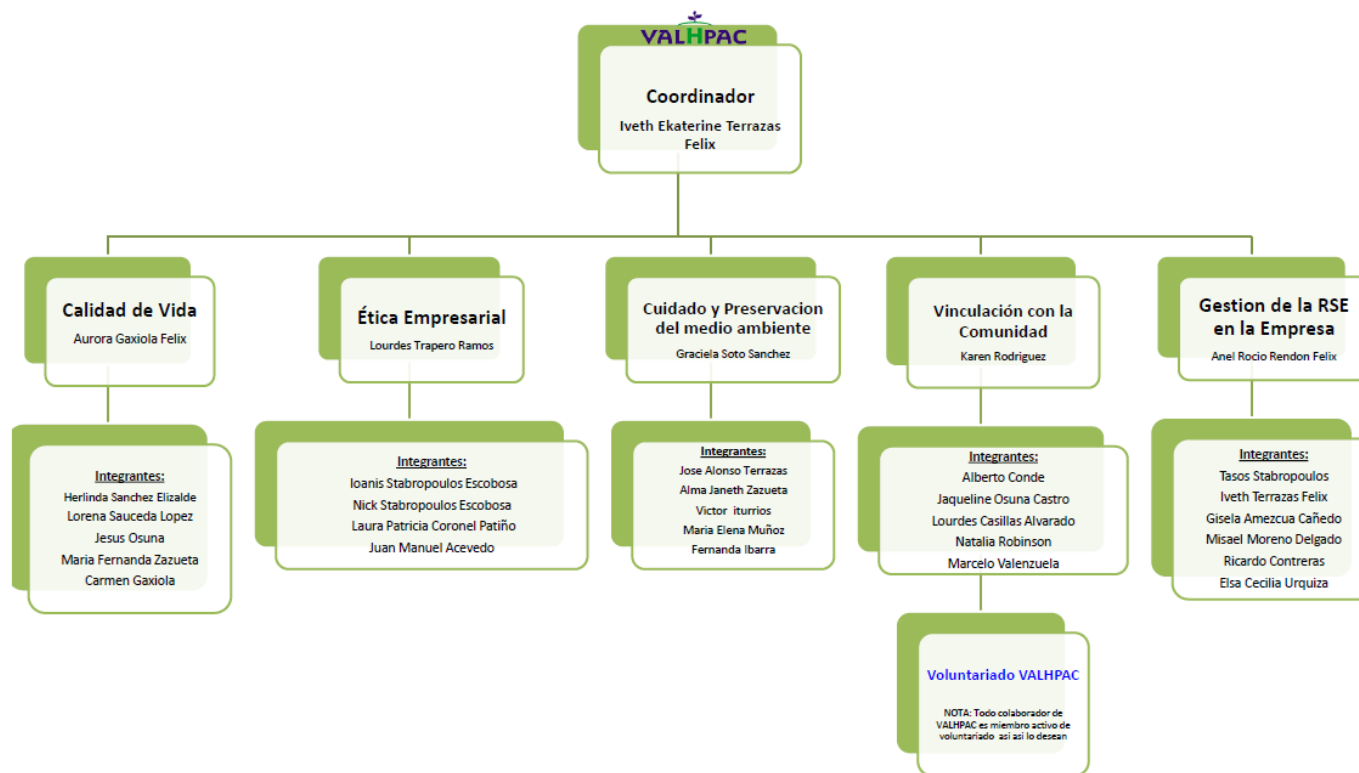 VALHPAC
Coordinador
Iveth Ekaterine Terrazas
Felix
Calidad de Vida
Aurora Gaxiola Felix
Ética Empresarial
Lourdes Trapero Ramos
Cuidado y Preservacion
del medio ambiente
Graciela Soto Sanchez
Vinculación con la
Comunidad
Karen Rodriguez
Gestion de la RSE
en la Empresa
Anel Rocio Rendon Felix
Integrantes:
Herlinda Sanchez Elizalde
Lorena Sauceda Lopez
Jesus Osuna
Maria Fernanda Zazueta
Carmen Gaxiola
Integrantes:
Ioanis Stabropoulos Escobosa
Nick Stabropoulos Escobosa
Laura Patricia Coronel Patiño
Juan Manuel Acevedo
Integrantes:
Jose Alonso Terrazas
Alma Janeth Zazueta
Victor iturrios
Maria Elena Muñoz
Fernanda Ibarra
Integrantes:
Alberto Conde
Jaqueline Osuna Castro
Lourdes Casillas Alvarado
Natalia Robinson
Marcelo Valenzuela
Integrantes:
Tasos Stabropoulos
Iveth Terrazas Felix
Gisela Amezcua Cañedo
Misael Moreno Delgado
Ricardo Contreras
Elsa Cecilia Urquiza
Voluntariado VALHPAC
NOTA: Todo colaborador de
VALHPAC es miembro activo de
voluntariado asi asi lo desean